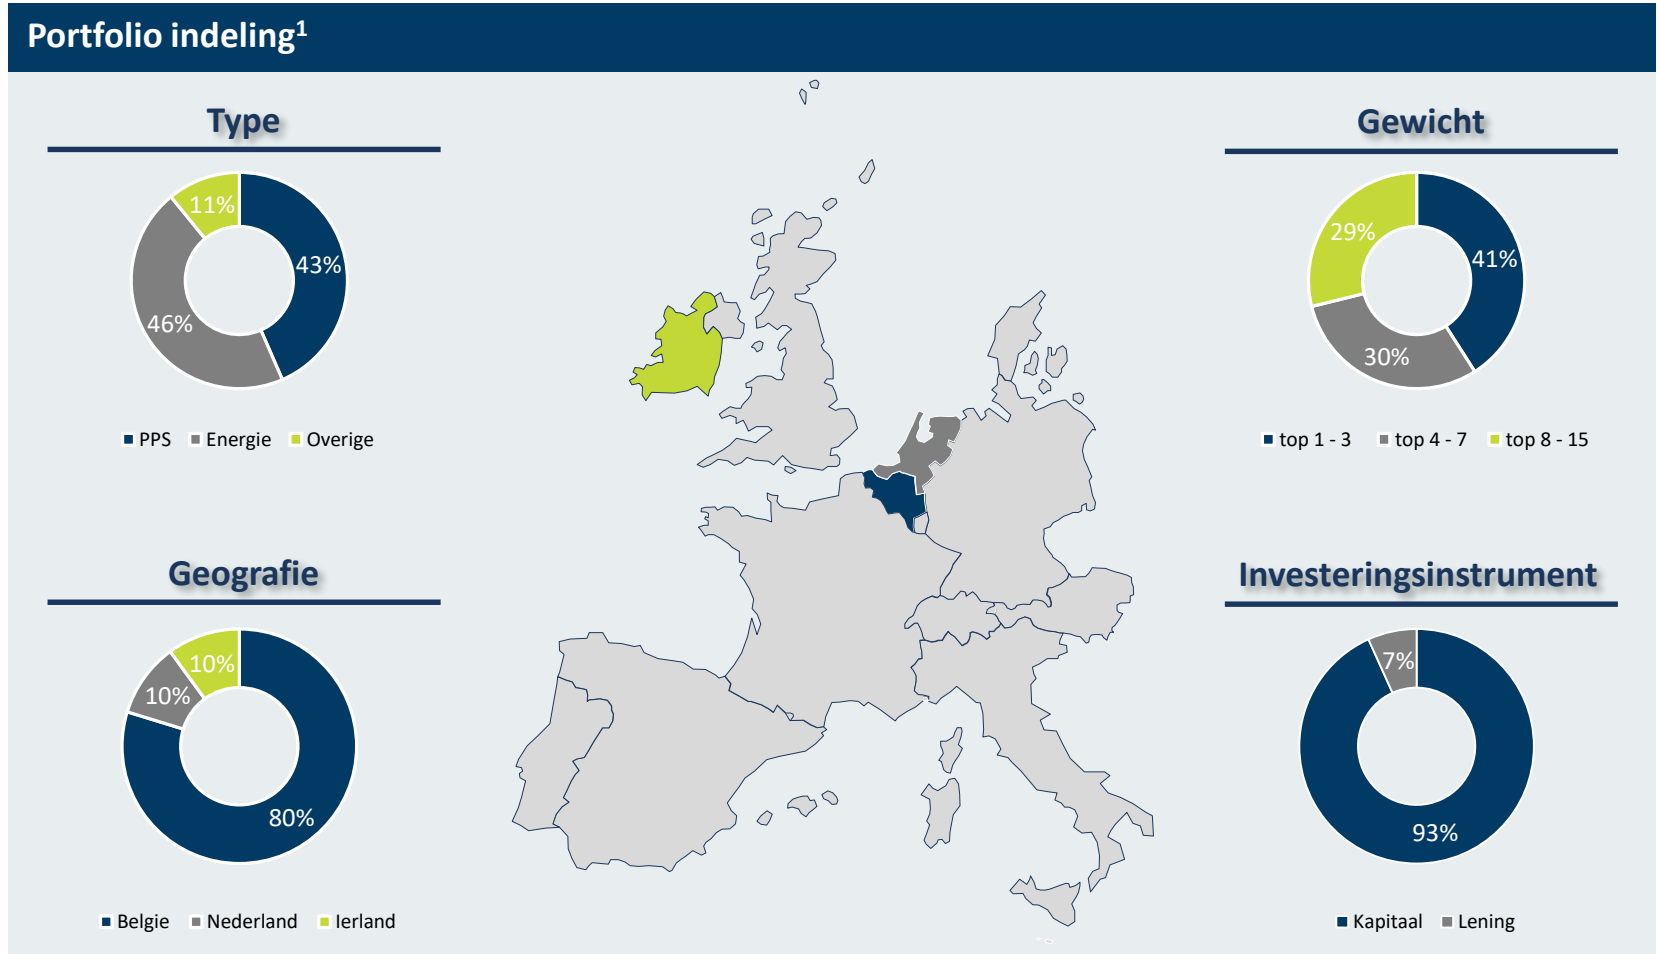 Portfolio indeling¹
Type
11%
43%
46%
PPS Energie Overige
Gewicht
29%
41%
30%
top 1 - 3 top 4 - 7 top 8 - 15
Geografie
10%
10%
80%
Belgie Nederland Ierland
Investeringsinstrument
7%
93%
Kapitaal Lening